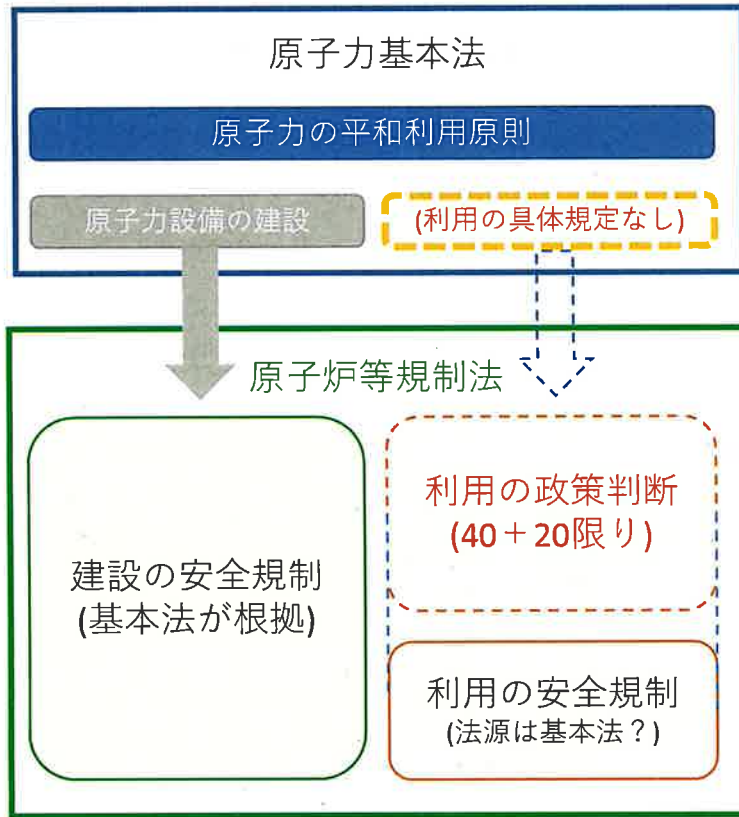 原子力基本法
原子力の平和利用原則
原子力設備の建設
(利用の具体規定なし)
原子炉等規制法
建設の安全規制
(基本法が根拠)
利用の政策判断
(40＋20限り)
利用の安全規制
(法源は基本法？)